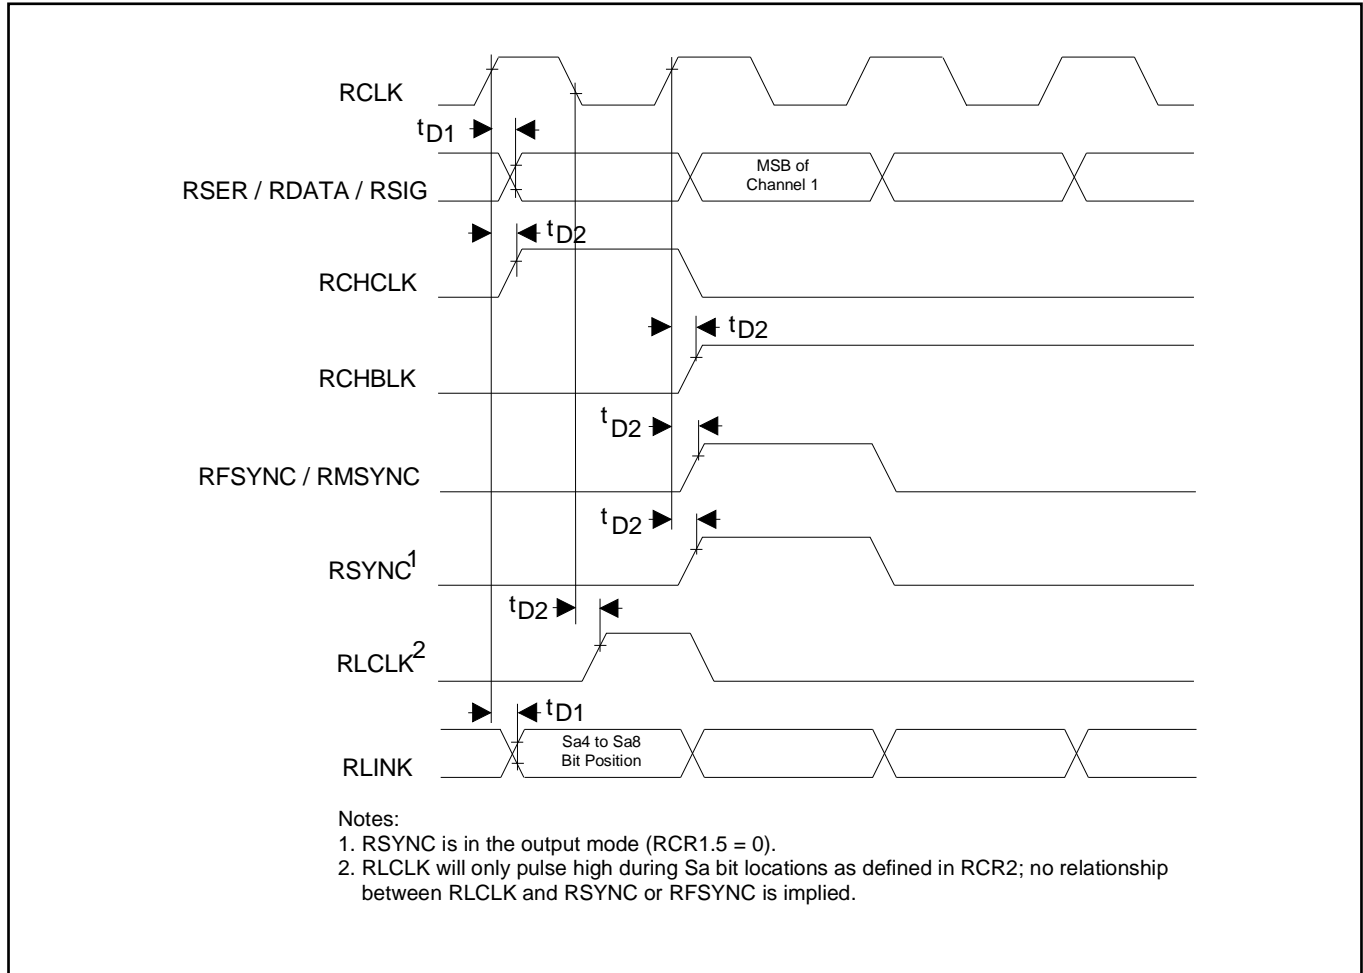 RCLK
tD1
RSER / RDATA / RSIG
MSB of
Channel 1
tD2
RCHCLK
tD2
RCHBLK
tD2
RFSYNC / RMSYNC
tD2
RSYNC1
tD2
RLCLK2
tD1
RLINK
Sa4 to Sa8
Bit Position
Notes:
1. RSYNC is in the output mode (RCR1.5 = 0).
2. RLCLK will only pulse high during Sa bit locations as defined in RCR2; no relationship
between RLCLK and RSYNC or RFSYNC is implied.